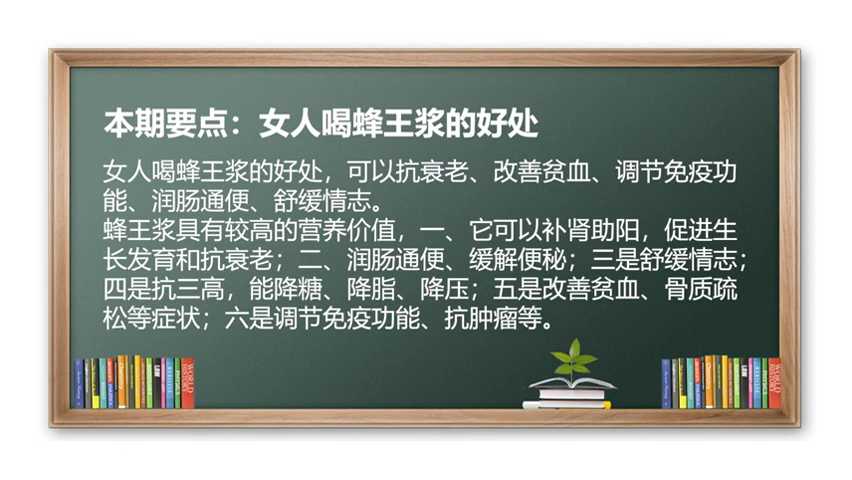 本期要点：女人喝蜂王浆的好处
女人喝蜂王浆的好处，可以抗衰老、改善贫血、调节免疫功
能、润肠通便、舒缓情志。
蜂王浆具有较高的营养价值，一、它可以补肾助阳，促进生
长发育和抗衰老；二、润肠通便、缓解便秘；三是舒缓情志；
四是抗三高，能降糖、降脂、降压；五是改善贫血、骨质疏
松等症状；六是调节免疫功能、抗肿瘤等。
WORLD HISTORY
WORLD HISTORY